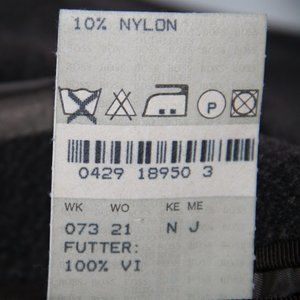 10% NYLON
P
0429 18950 3
WK WO KE ME
073 21 N J
FUTTER:
100% VI